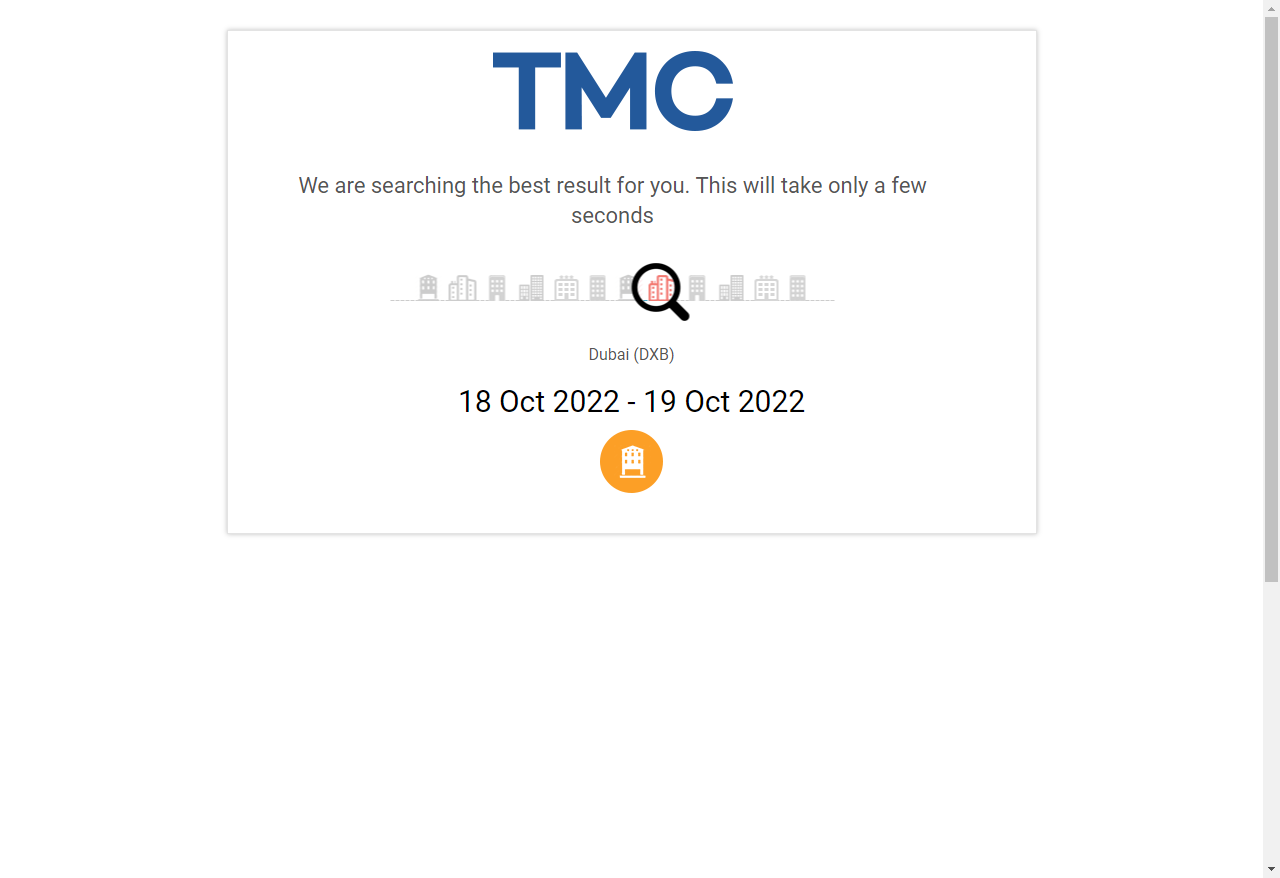 TMC
We are searching the best result for you. This will take only a few
seconds
Dubai (DXB)
18 Oct 2022 - 19 Oct 2022